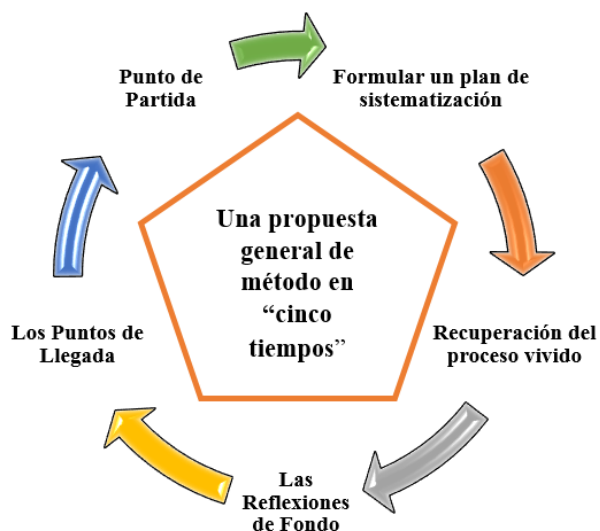 Punto de
Partida
Formular un plan de
sistematización
Una propuesta
general de
método en
“cinco
tiempos”
Recuperación del
proceso vivido
Las
Reflexiones
de Fondo
Los Puntos de
Llegada